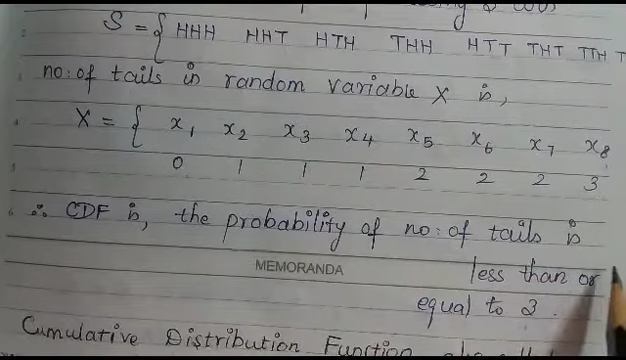 S = { HHH HHT HTH THH HTT THT TTH T
no: of tails is random variable X is,
X = { x1 x2 x3 x4 x5 x6 x7 x8
0 1 1 1 2 2 2 3
∴ CDF is, the probability of no: of tails is
less than or
MEMORANDA
equal to 3.
Cumulative Distribution Function